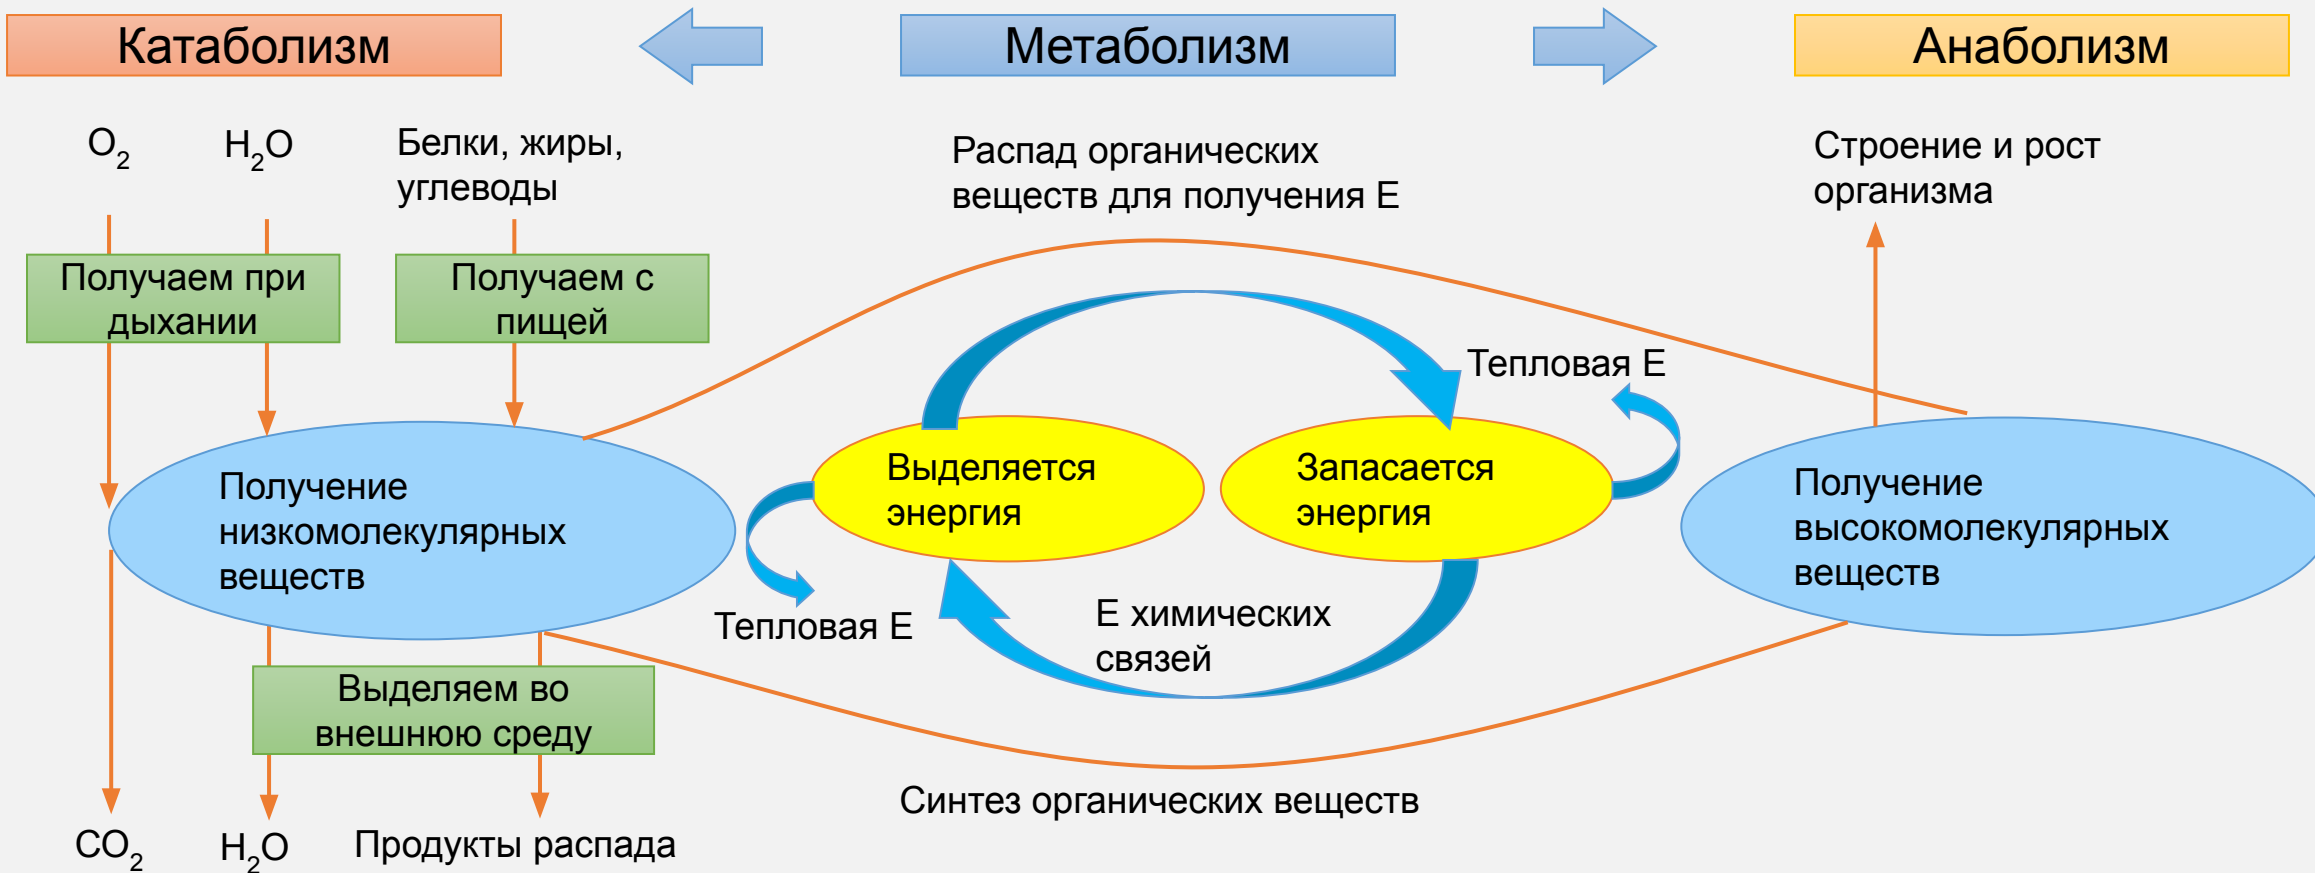 Катаболизм
Метаболизм
Анаболизм
O₂
H₂O
Белки, жиры,
углеводы
Распад органических
веществ для получения Е
Строение и рост
организма
Получаем при
дыхании
Получаем с
пищей
Тепловая Е
Получение
низкомолекулярных
веществ
Выделяется
энергия
Запасается
энергия
Получение
высокомолекулярных
веществ
Тепловая Е
Е химических
связей
Выделяем во
внешнюю среду
Синтез органических веществ
CO₂
H₂O
Продукты распада